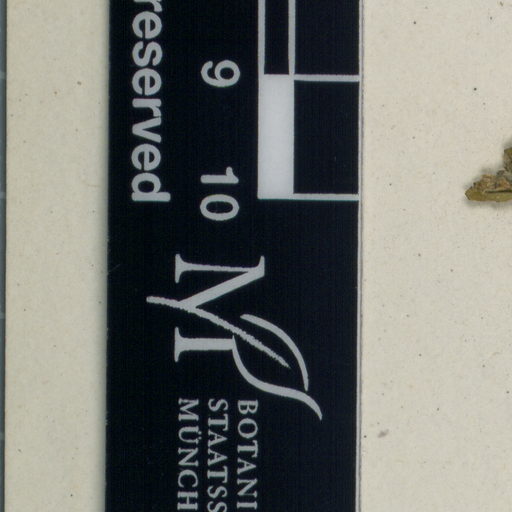 9 10
reserved
BOTANI
STAATSS
MÜNCH